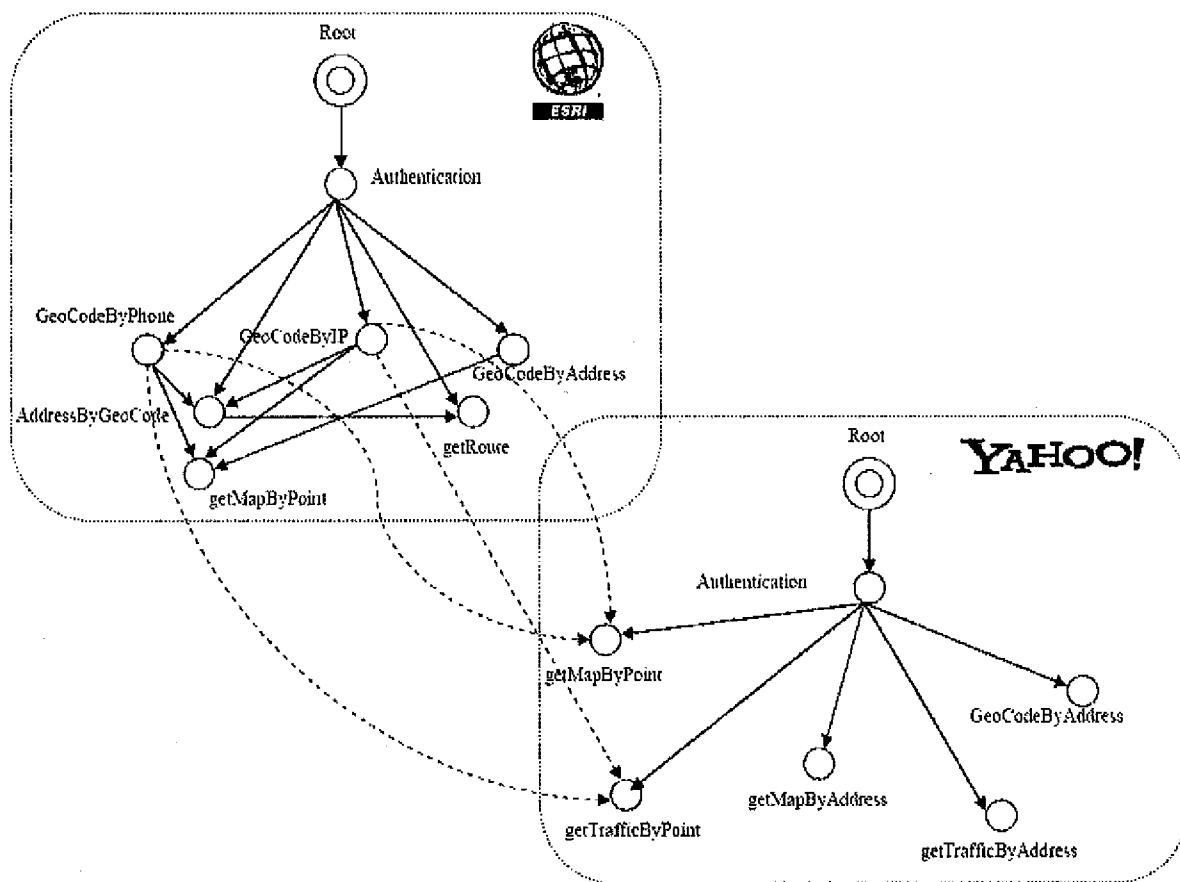 Root
ESRI
Authentication
GeoCodeByPhone
GeoCodeByIP
GeoCodeByAddress
AddressByGeoCode
getRoute
getMapByPoint
Root
YAHOO!
Authentication
getMapByPoint
GeoCodeByAddress
getMapByAddress
getTrafficByPoint
getTrafficByAddress